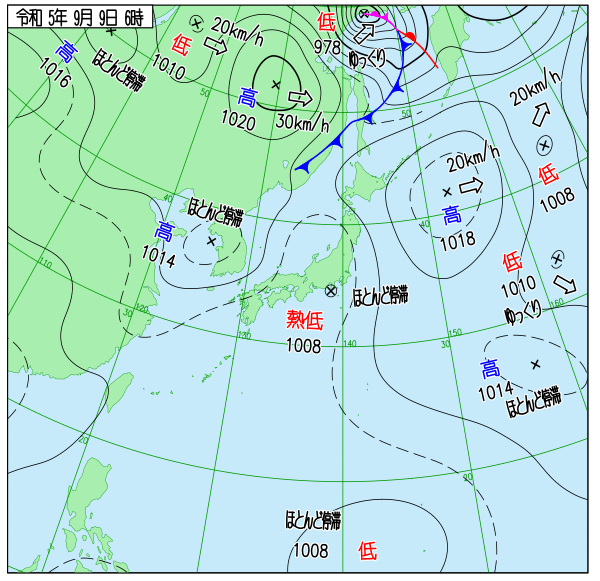 令和 5年 9月 9日 6時
20km/h
低
1010
ほとんど停滞
高
1016
低
978
ゆっくり
高
1020
30km/h
50
50
20km/h
20km/h
低
1008
高
1018
40
40
ほとんど停滞
高
1014
110
30
120
130
低
1010
ゆっくり
160
ほとんど停滞
熱低
1008
140
150
30
高
1014
ほとんど停滞
20
20
ほとんど停滞
1008
低